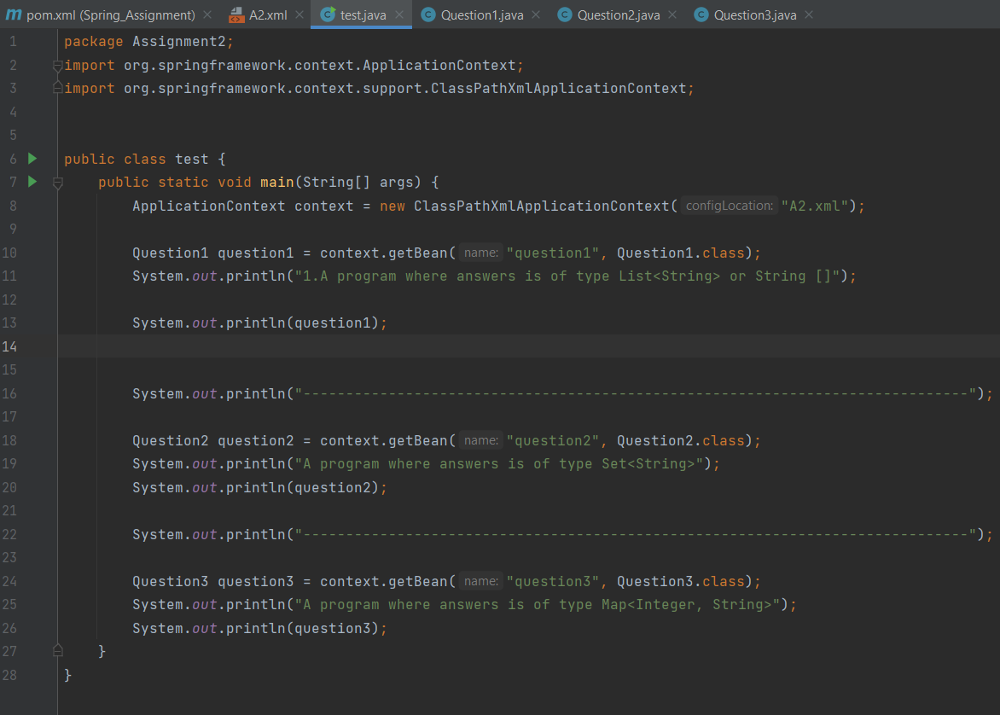 pom.xml (Spring_Assignment) A2.xml test.java Question1.java Question2.java Question3.java
1 package Assignment2;
2 import org.springframework.context.ApplicationContext;
3 import org.springframework.context.support.ClassPathXmlApplicationContext;
4
5
6 public class test {
7 public static void main(String[] args) {
8 ApplicationContext context = new ClassPathXmlApplicationContext( configLocation: "A2.xml");
9
10 Question1 question1 = context.getBean( name: "question1", Question1.class);
11 System.out.println("1.A program where answers is of type List<String> or String []");
12
13 System.out.println(question1);
14
15
16 System.out.println("------------------------------------------------------------------------------");
17
18 Question2 question2 = context.getBean( name: "question2", Question2.class);
19 System.out.println("A program where answers is of type Set<String>");
20 System.out.println(question2);
21
22 System.out.println("------------------------------------------------------------------------------");
23
24 Question3 question3 = context.getBean( name: "question3", Question3.class);
25 System.out.println("A program where answers is of type Map<Integer, String>");
26 System.out.println(question3);
27 }
28 }